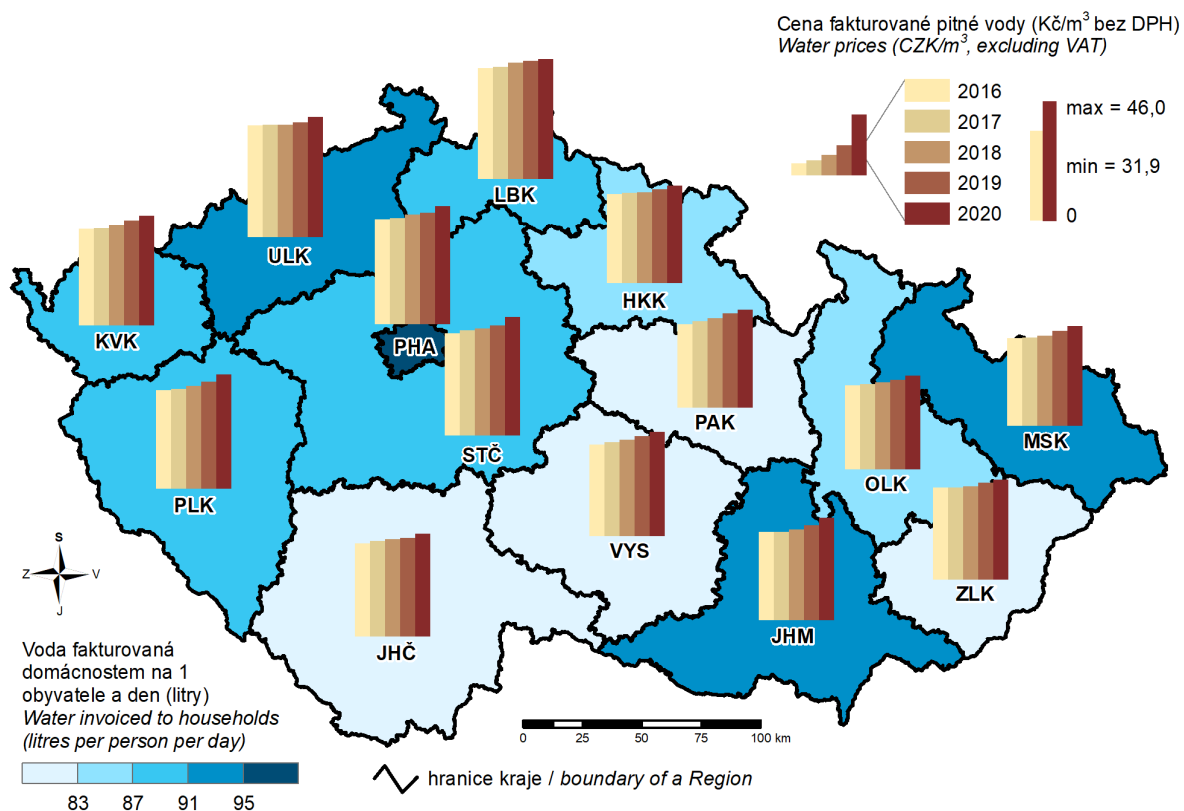 Cena fakturované pitné vody (Kč/m³ bez DPH)
Water prices (CZK/m³, excluding VAT)
2016
2017
2018
2019
2020
max = 46,0
min = 31,9
0
LBK
ULK
HKK
KVK
PHA
STČ
PAK
MSK
PLK
OLK
VYS
ZLK
JHM
JHČ
S
Z
V
J
Voda fakturovaná
domácnostem na 1
obyvatele a den (litry)
Water invoiced to households
(litres per person per day)
83 87 91 95
0 25 50 75 100 km
hranice kraje / boundary of a Region